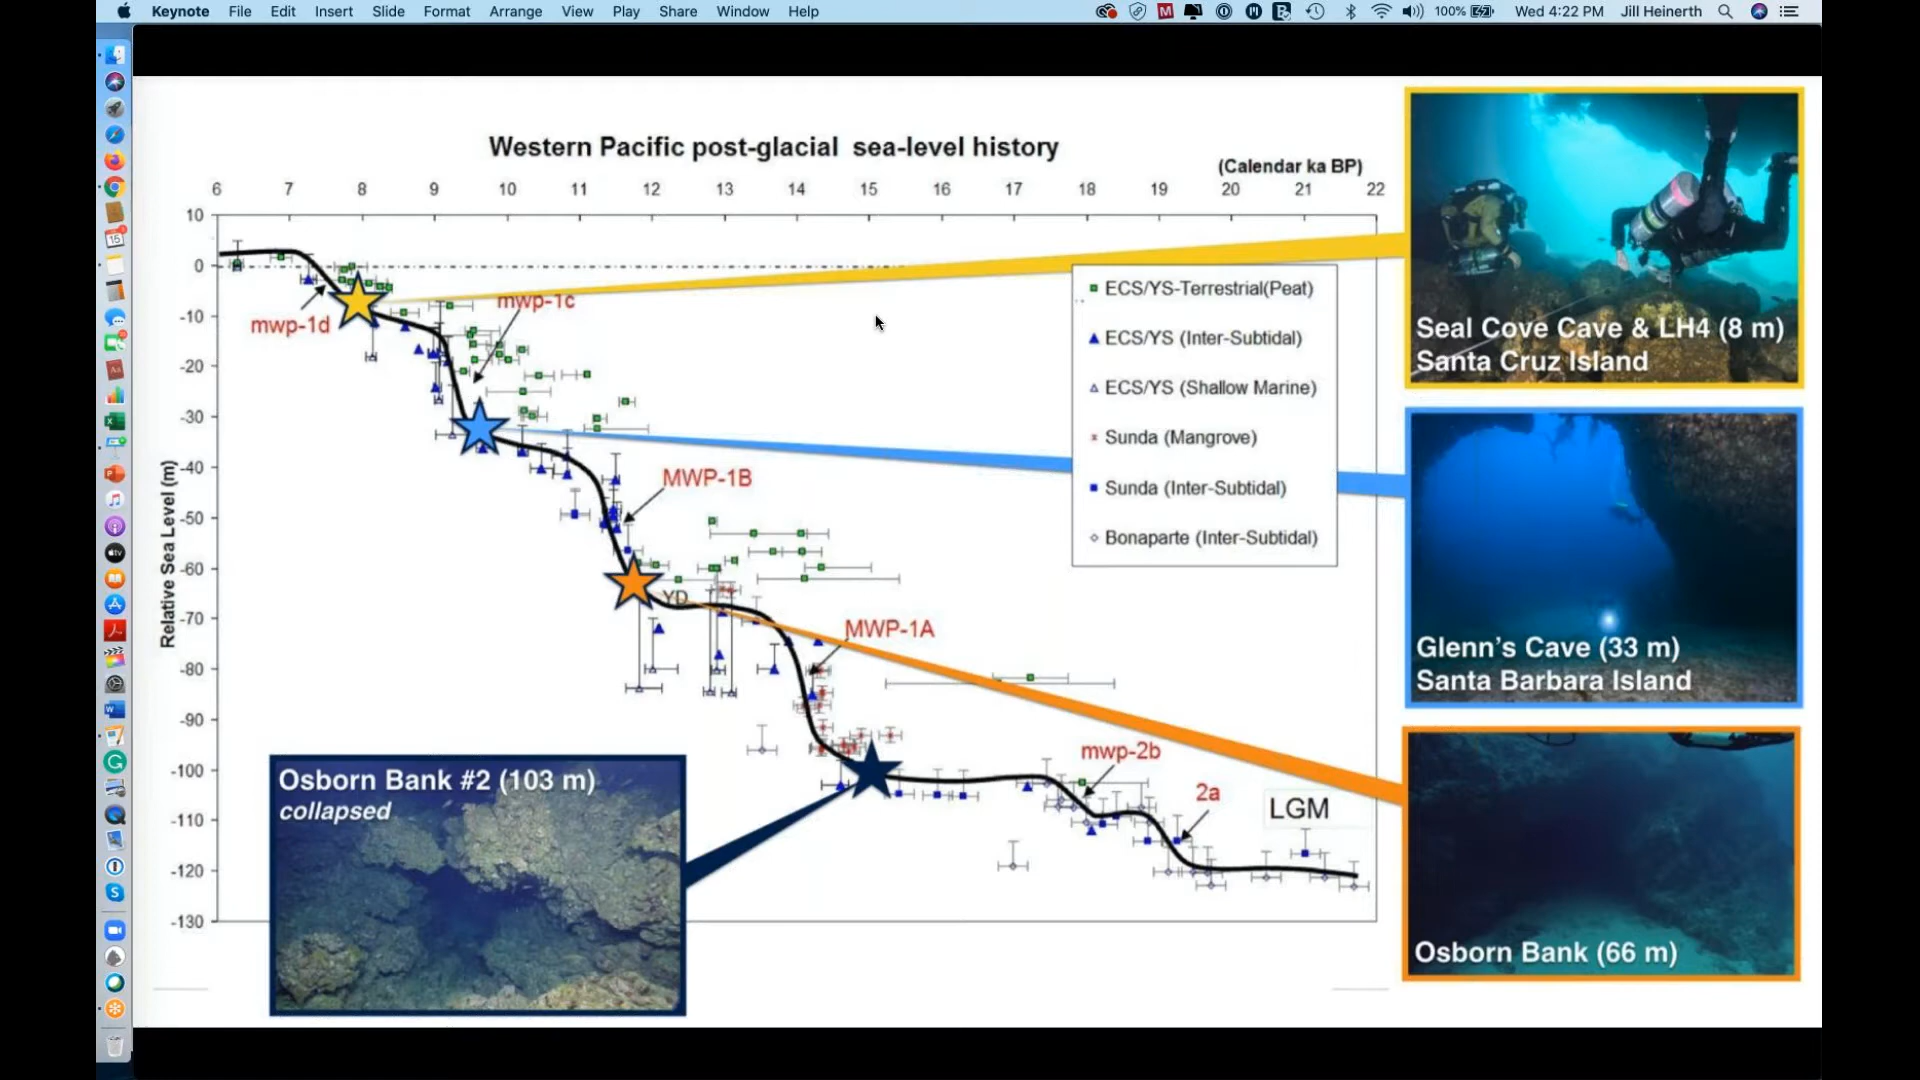 Keynote File Edit Insert Slide Format Arrange View Play Share Window Help 100% Wed 4:22 PM Jill Heinerth
Western Pacific post-glacial sea-level history
(Calendar ka BP)
6 7 8 9 10 11 12 13 14 15 16 17 18 19 20 21 22
10
0
-10
-20
-30
-40
-50
-60
-70
-80
-90
-100
-110
-120
-130
Relative Sea Level (m)
mwp-1d
mwp-1c
MWP-1B
YD
MWP-1A
mwp-2b
2a
LGM
ECS/YS-Terrestrial(Peat)
ECS/YS (Inter-Subtidal)
ECS/YS (Shallow Marine)
Sunda (Mangrove)
Sunda (Inter-Subtidal)
Bonaparte (Inter-Subtidal)
Seal Cove Cave & LH4 (8 m)
Santa Cruz Island
Glenn's Cave (33 m)
Santa Barbara Island
Osborn Bank (66 m)
Osborn Bank #2 (103 m)
collapsed